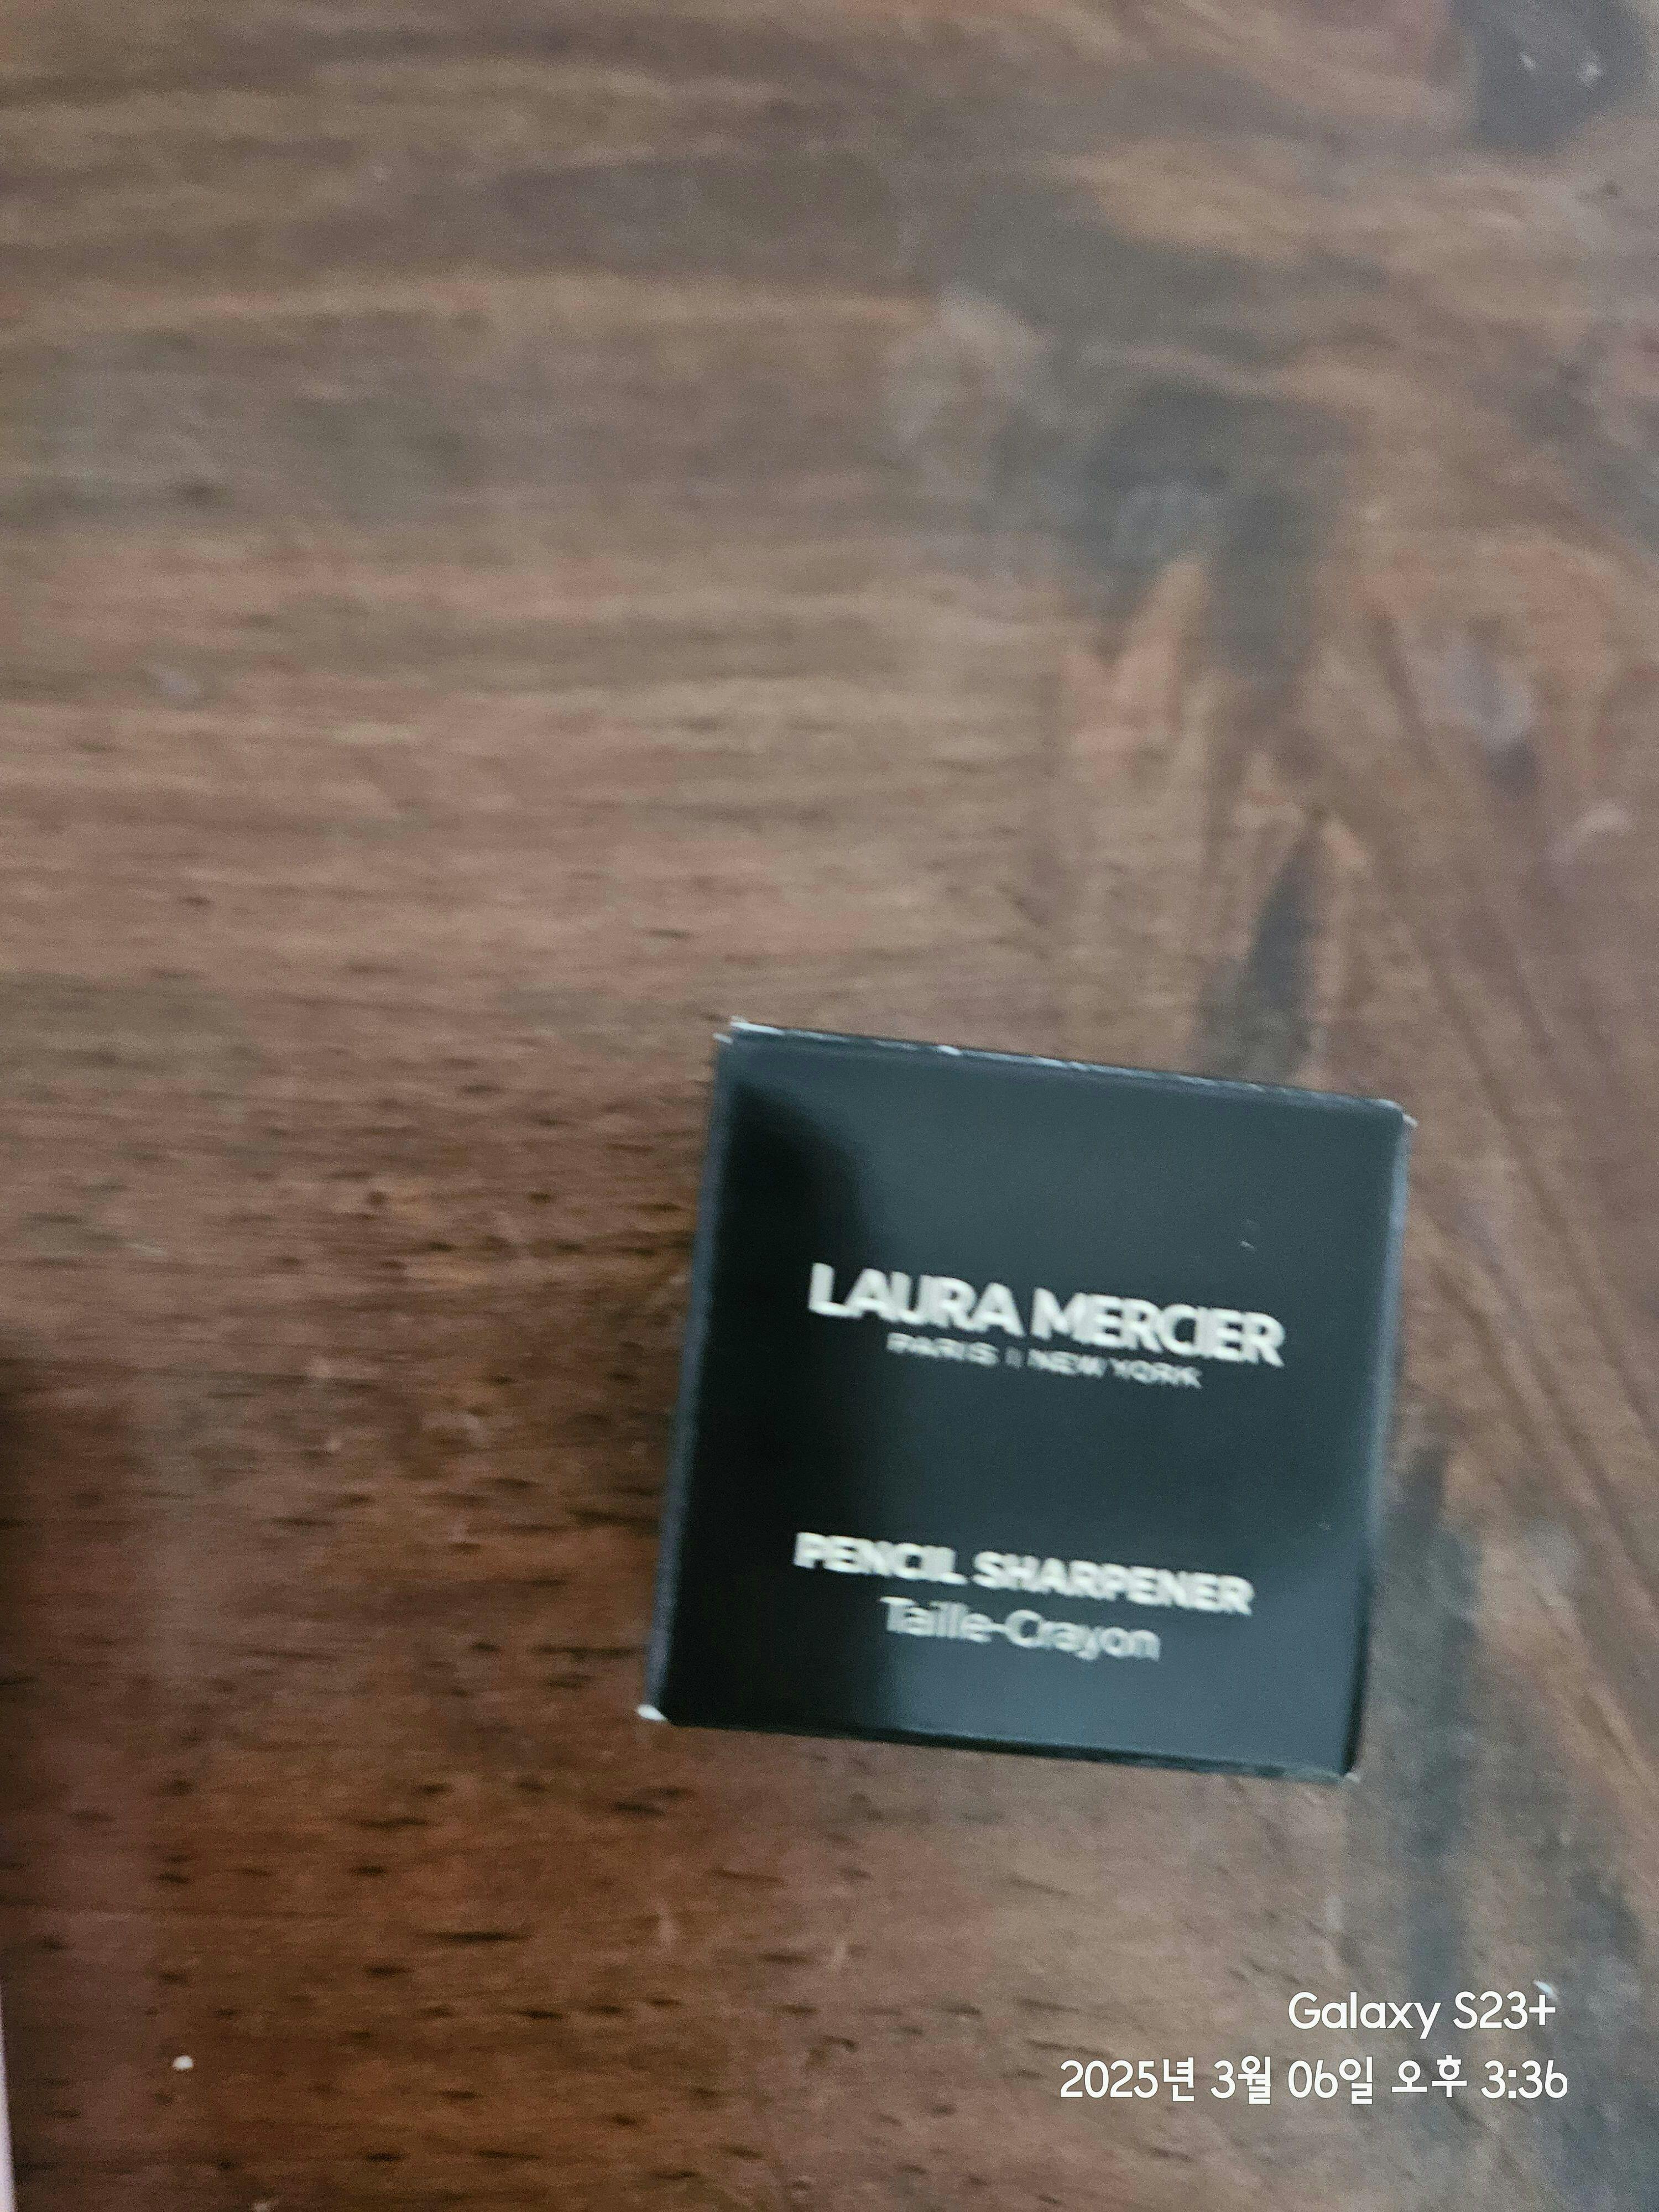 LAURA MERCIER
PARIS | NEW YORK
PENCIL SHARPENER
Taille-Crayon
Galaxy S23+
2025년 3월 06일 오후 3:36